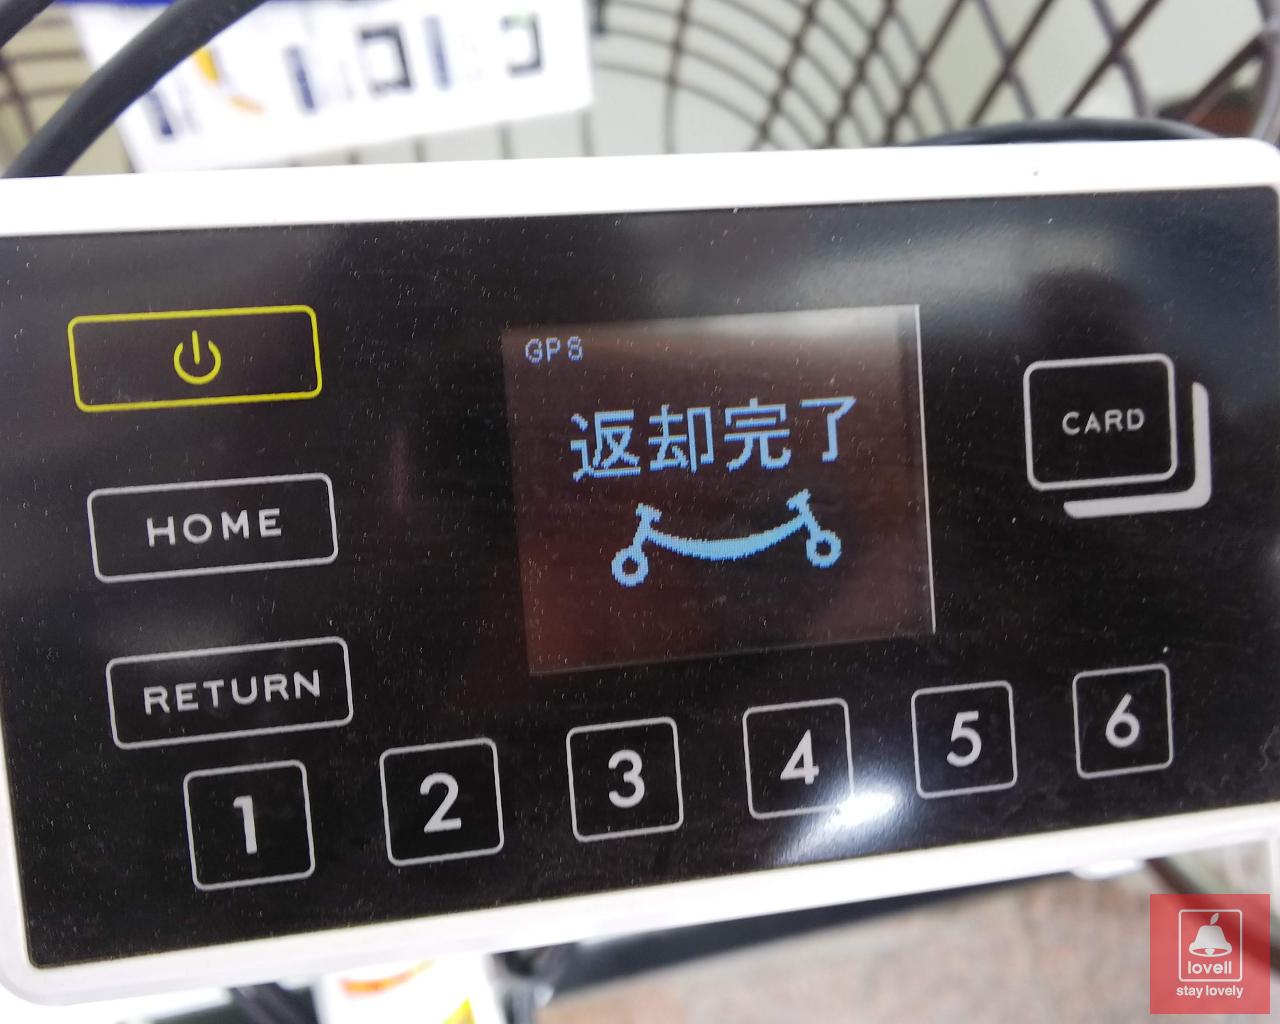 GPS
返却完了
CARD
HOME
RETURN
1 2 3 4 5 6
lovell
stay lovely